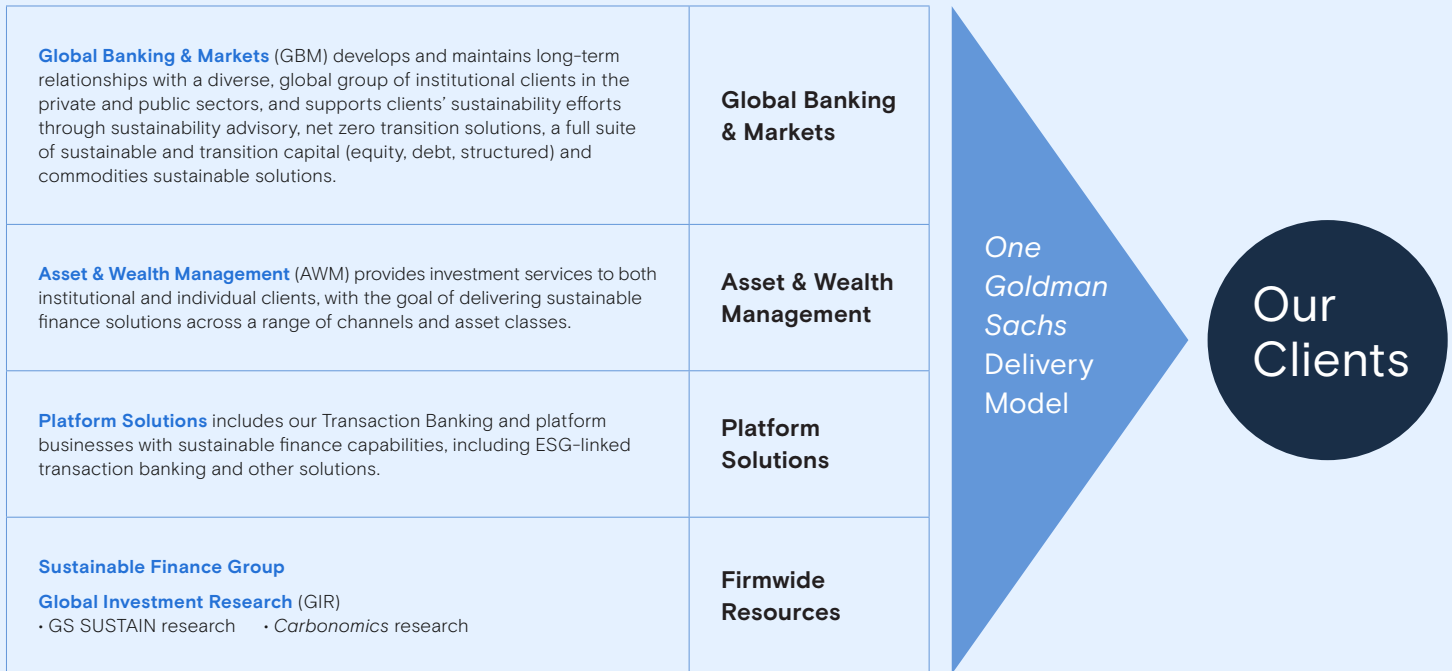 Global Banking & Markets (GBM) develops and maintains long-term
relationships with a diverse, global group of institutional clients in the
private and public sectors, and supports clients’ sustainability efforts
through sustainability advisory, net zero transition solutions, a full suite
of sustainable and transition capital (equity, debt, structured) and
commodities sustainable solutions.
Global Banking
& Markets
Asset & Wealth Management (AWM) provides investment services to both
institutional and individual clients, with the goal of delivering sustainable
finance solutions across a range of channels and asset classes.
Asset & Wealth
Management
Platform Solutions includes our Transaction Banking and platform
businesses with sustainable finance capabilities, including ESG-linked
transaction banking and other solutions.
Platform
Solutions
Sustainable Finance Group
Global Investment Research (GIR)
• GS SUSTAIN research • Carbonomics research
Firmwide
Resources
One
Goldman
Sachs
Delivery
Model
Our
Clients